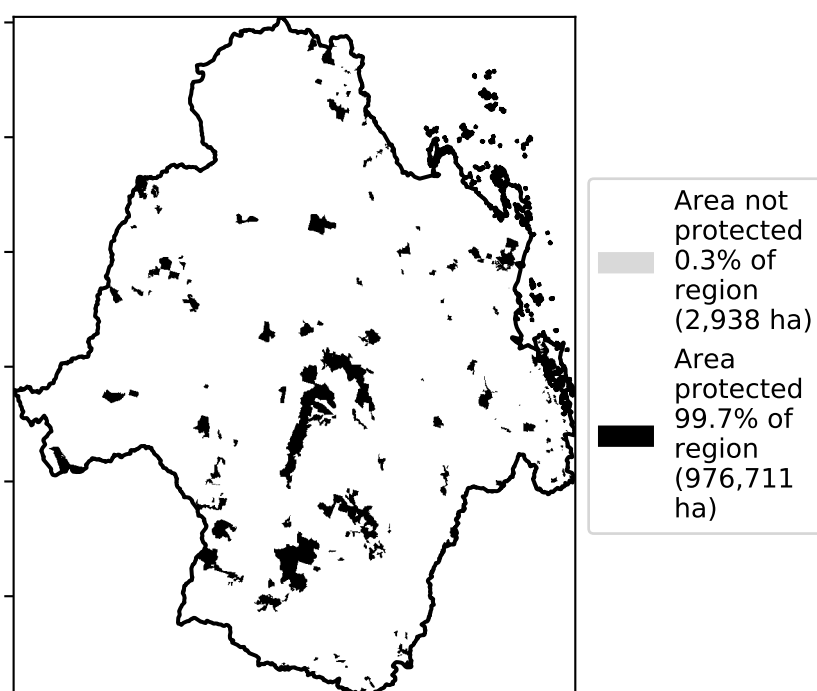 Area not
protected
0.3% of
region
(2,938 ha)
Area
protected
99.7% of
region
(976,711
ha)